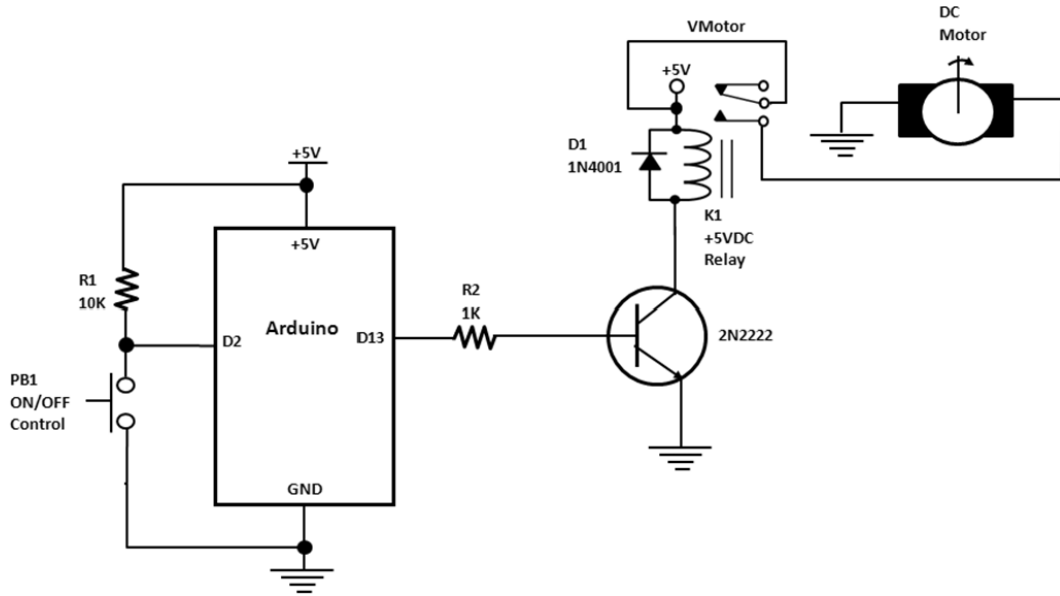 VMotor
DC
Motor
+5V
D1
1N4001
+5V
+5V
K1
+5VDC
Relay
R1
10K
R2
1K
Arduino
D2
D13
2N2222
PB1
ON/OFF
Control
GND